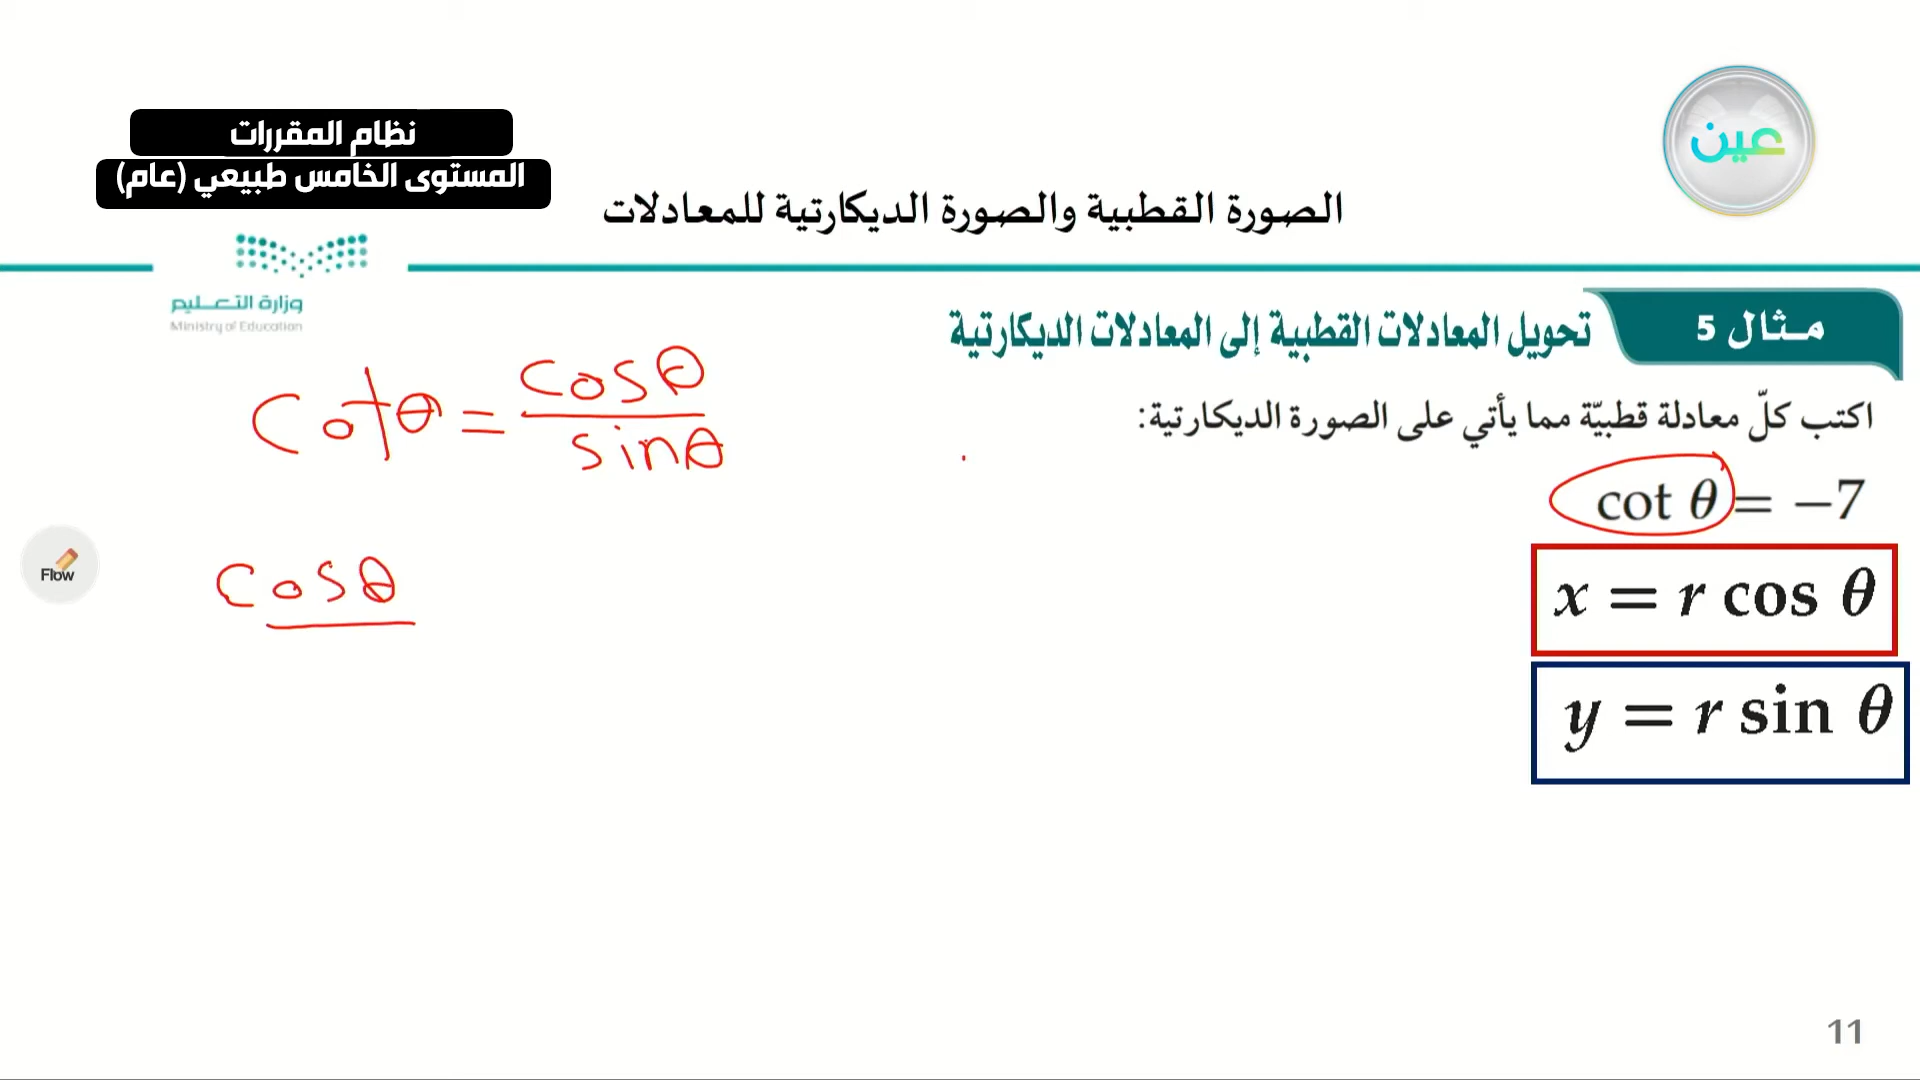 نظام المقررات
المستوى الخامس طبيعي (عام)
عين
الصورة القطبية والصورة الديكارتية للمعادلات
وزارة التعليم
Ministry of Education
مثال 5
تحويل المعادلات القطبية إلى المعادلات الديكارتية
اكتب كلّ معادلة قطبيّة مما يأتي على الصورة الديكارتية:
cot θ = −7
x = r cos θ
y = r sin θ
Cotθ = cosθ / sinθ
Cosθ
Flow
11